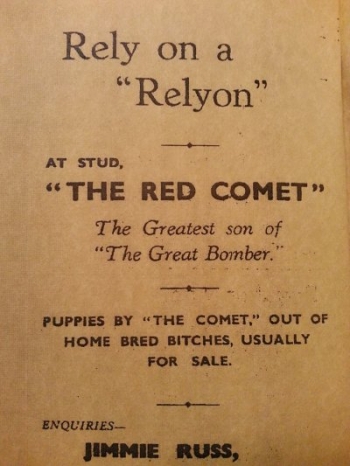 Rely on a
"Relyon"
AT STUD,
"THE RED COMET"
The Greatest son of
"The Great Bomber."
PUPPIES BY "THE COMET," OUT OF
HOME BRED BITCHES, USUALLY
FOR SALE.
ENQUIRIES—
JIMMIE RUSS,